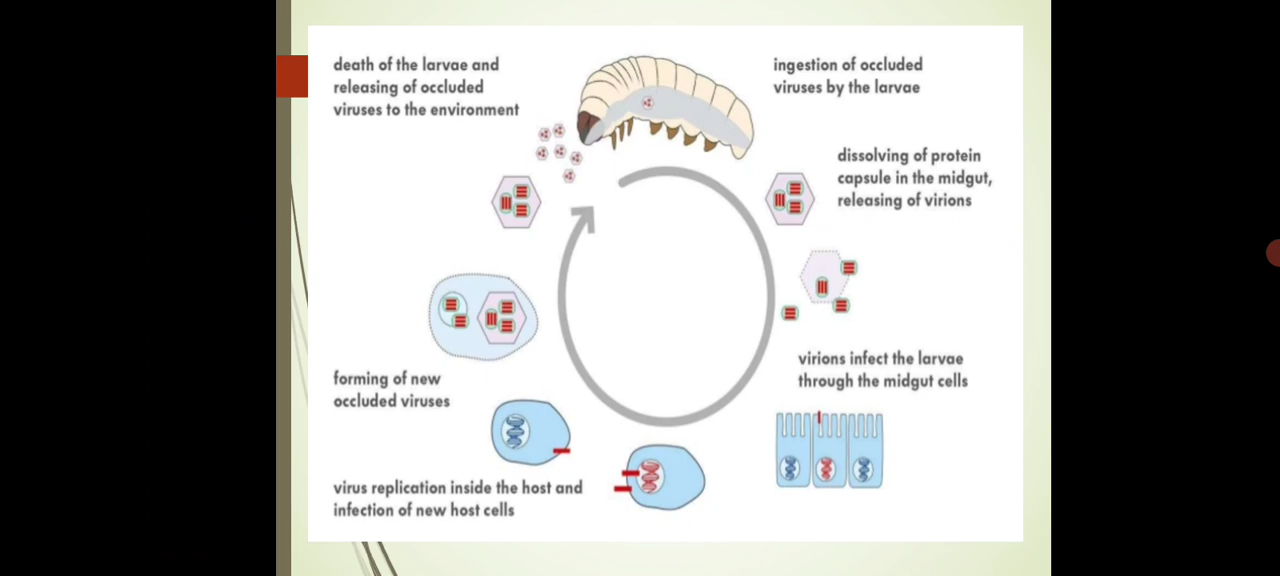 death of the larvae and
releasing of occluded
viruses to the environment
ingestion of occluded
viruses by the larvae
dissolving of protein
capsule in the midgut,
releasing of virions
virions infect the larvae
through the midgut cells
forming of new
occluded viruses
virus replication inside the host and
infection of new host cells